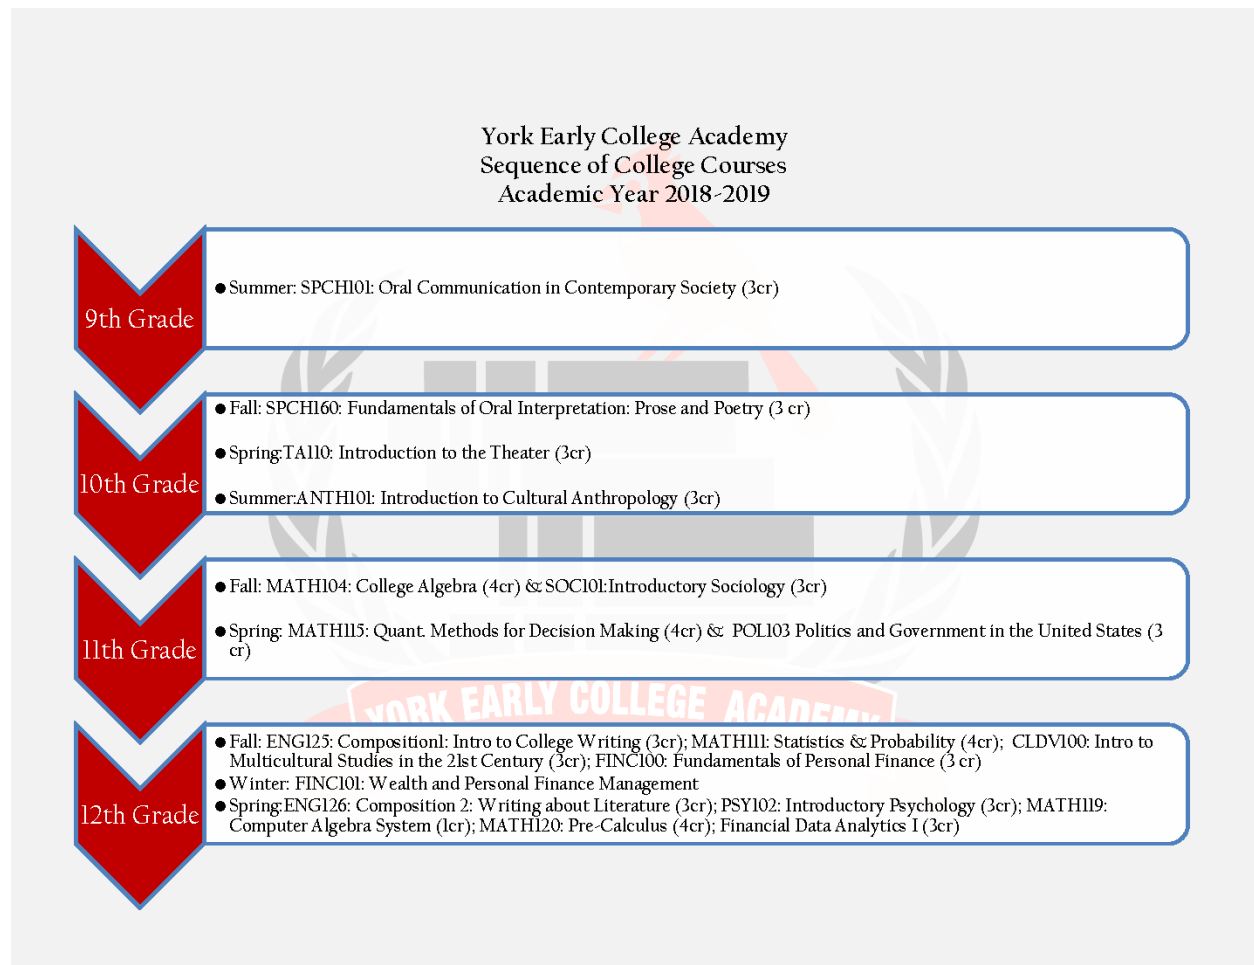 York Early College Academy
Sequence of College Courses
Academic Year 2018-2019
9th Grade
● Summer: SPCH101: Oral Communication in Contemporary Society (3cr)
10th Grade
● Fall: SPCH160: Fundamentals of Oral Interpretation: Prose and Poetry (3 cr)
● Spring:TA110: Introduction to the Theater (3cr)
● Summer:ANTH101: Introduction to Cultural Anthropology (3cr)
11th Grade
● Fall: MATH104: College Algebra (4cr) & SOC101:Introductory Sociology (3cr)
● Spring: MATH115: Quant. Methods for Decision Making (4cr) & POL103 Politics and Government in the United States (3
cr)
YORK EARLY COLLEGE ACADEMY
12th Grade
● Fall: ENG125: Composition1: Intro to College Writing (3cr); MATH111: Statistics & Probability (4cr); CLDV100: Intro to
Multicultural Studies in the 21st Century (3cr); FINC100: Fundamentals of Personal Finance (3 cr)
● Winter: FINC101: Wealth and Personal Finance Management
● Spring:ENG126: Composition 2: Writing about Literature (3cr); PSY102: Introductory Psychology (3cr); MATH119:
Computer Algebra System (1cr); MATH120: Pre-Calculus (4cr); Financial Data Analytics I (3cr)